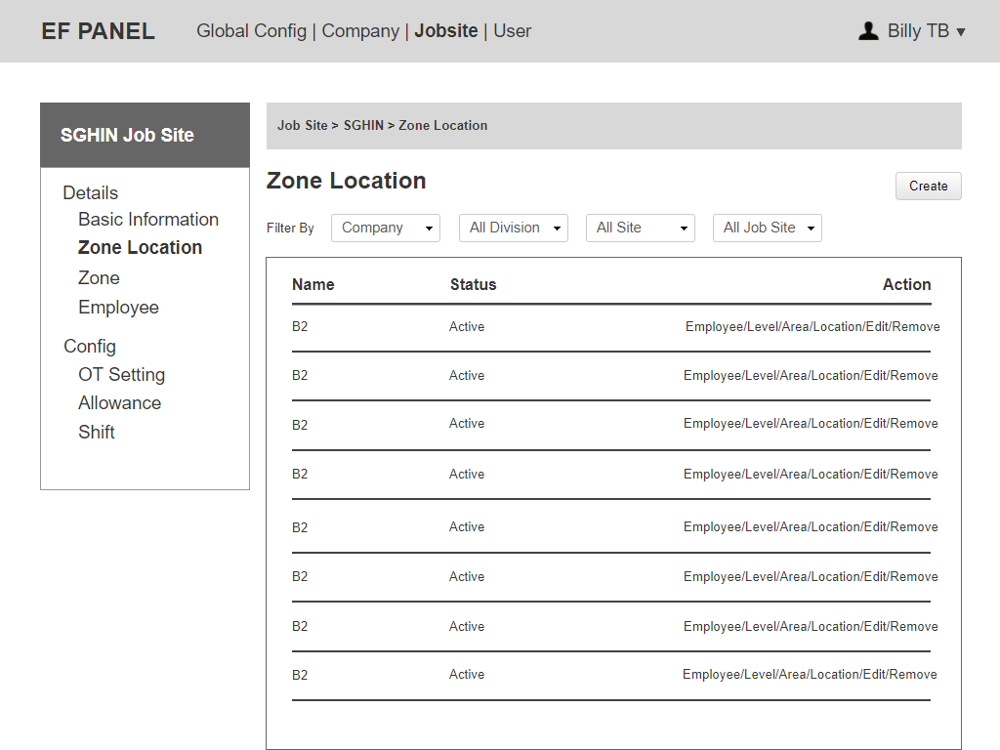 EF PANEL Global Config | Company | Jobsite | User Billy TB
SGHIN Job Site
Details
Basic Information
Zone Location
Zone
Employee
Config
OT Setting
Allowance
Shift
Job Site > SGHIN > Zone Location
Zone Location
Create
Filter By Company All Division All Site All Job Site
Name Status Action
B2 Active Employee/Level/Area/Location/Edit/Remove
B2 Active Employee/Level/Area/Location/Edit/Remove
B2 Active Employee/Level/Area/Location/Edit/Remove
B2 Active Employee/Level/Area/Location/Edit/Remove
B2 Active Employee/Level/Area/Location/Edit/Remove
B2 Active Employee/Level/Area/Location/Edit/Remove
B2 Active Employee/Level/Area/Location/Edit/Remove
B2 Active Employee/Level/Area/Location/Edit/Remove